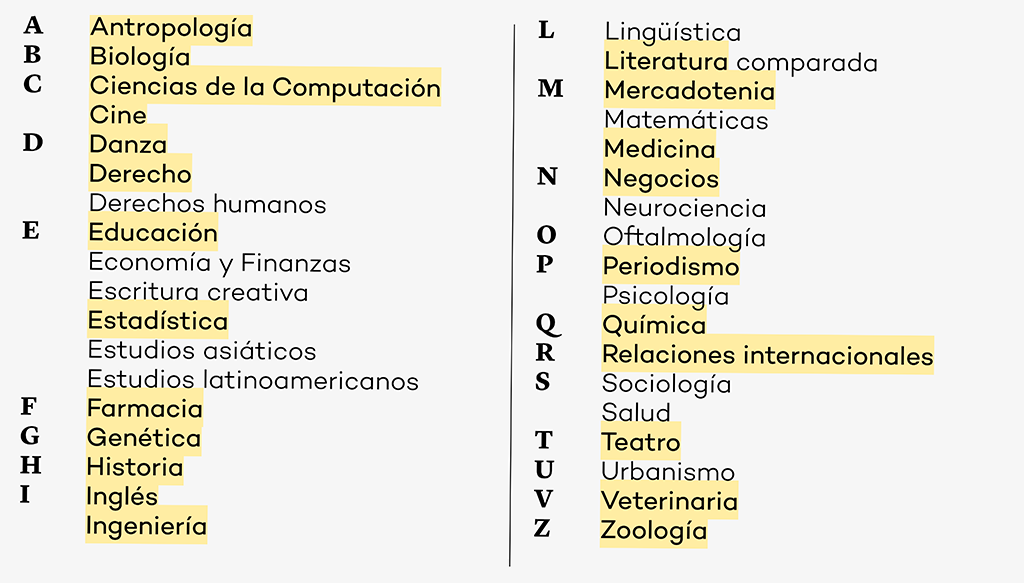 A Antropología
B Biología
C Ciencias de la Computación
Cine
D Danza
Derecho
Derechos humanos
E Educación
Economía y Finanzas
Escritura creativa
Estadística
Estudios asiáticos
Estudios latinoamericanos
F Farmacia
G Genética
H Historia
I Inglés
Ingeniería
L Lingüística
Literatura comparada
M Mercadotenia
Matemáticas
Medicina
N Negocios
Neurociencia
O Oftalmología
P Periodismo
Psicología
Q Química
R Relaciones internacionales
S Sociología
Salud
T Teatro
U Urbanismo
V Veterinaria
Z Zoología